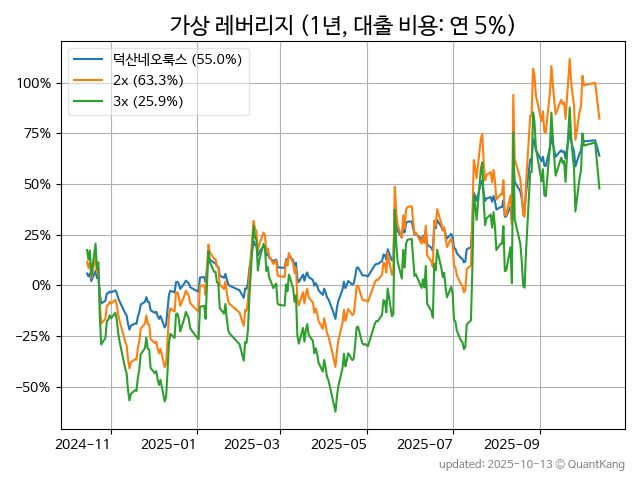 가상 레버리지 (1년, 대출 비용: 연 5%)
덕산네오룩스 (55.0%)
2x (63.3%)
3x (25.9%)
100%
75%
50%
25%
0%
−25%
−50%
2024-11
2025-01
2025-03
2025-05
2025-07
2025-09
updated: 2025-10-13 © QuantKang